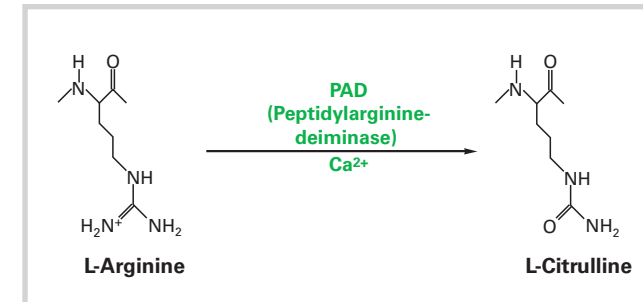 H O
N
NH
H₂N⁺ NH₂
L-Arginine
PAD
(Peptidylarginine-
deiminase)
Ca²⁺
H O
N
NH
O NH₂
L-Citrulline